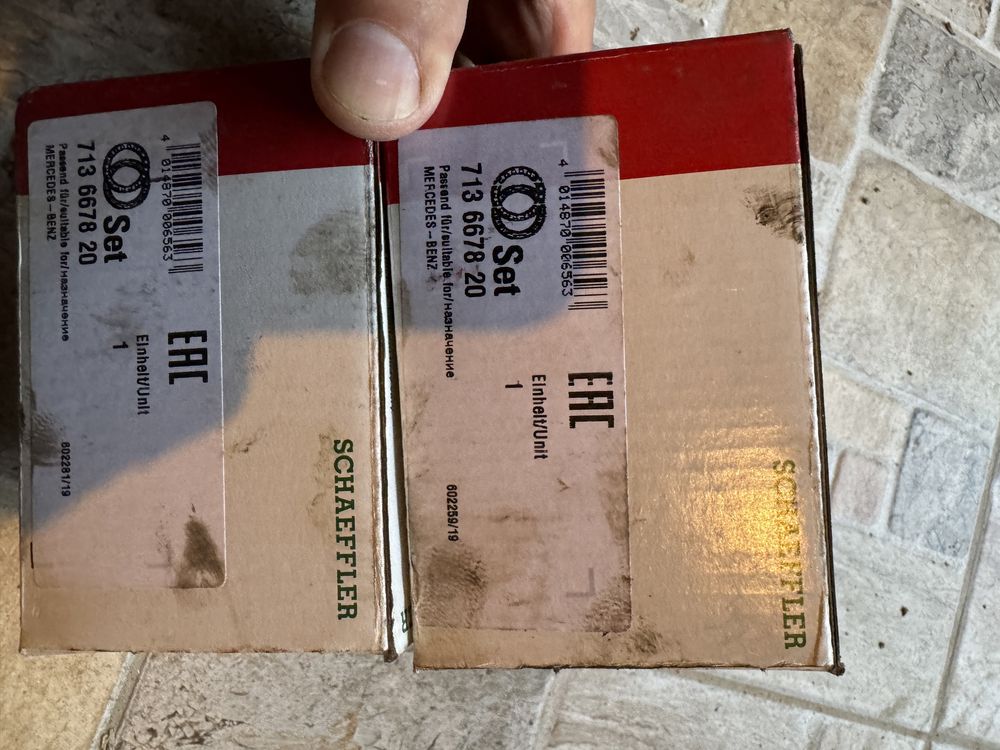 4 014870 006563
Set
713 6678 20
Passend für/suitable for/назначение
MERCEDES-BENZ
EAC
Einheit/Unit
1
602281/19
SCHAEFFLER
4 014870 006563
Set
713 6678 20
Passend für/suitable for/назначение
MERCEDES-BENZ
EAC
Einheit/Unit
1
602259/19
SCHAEFFLER